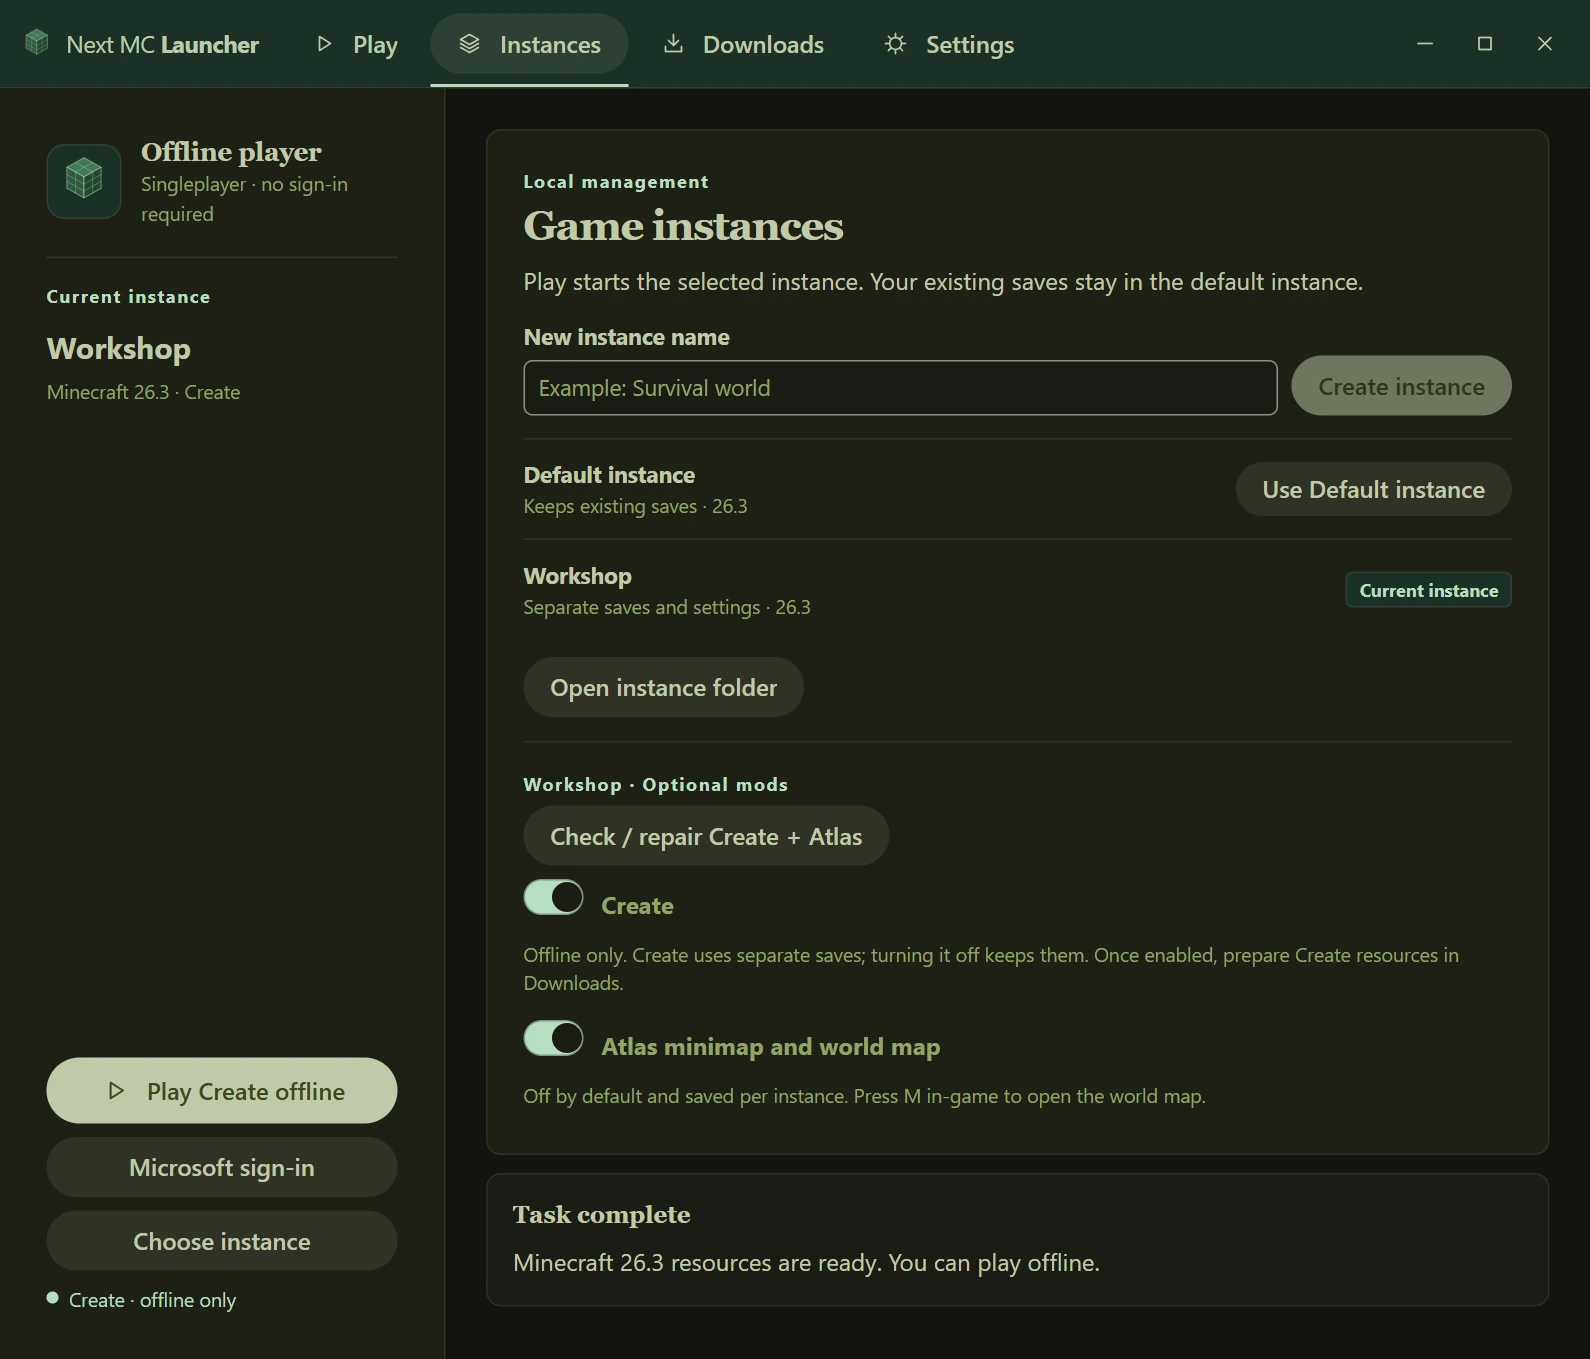 Next MC Launcher
Play
Instances
Downloads
Settings
Offline player
Singleplayer · no sign-in
required
Current instance
Workshop
Minecraft 26.3 · Create
Play Create offline
Microsoft sign-in
Choose instance
Create · offline only
Local management
Game instances
Play starts the selected instance. Your existing saves stay in the default instance.
New instance name
Example: Survival world
Create instance
Default instance
Keeps existing saves · 26.3
Use Default instance
Workshop
Separate saves and settings · 26.3
Current instance
Open instance folder
Workshop · Optional mods
Check / repair Create + Atlas
Create
Offline only. Create uses separate saves; turning it off keeps them. Once enabled, prepare Create resources in
Downloads.
Atlas minimap and world map
Off by default and saved per instance. Press M in-game to open the world map.
Task complete
Minecraft 26.3 resources are ready. You can play offline.